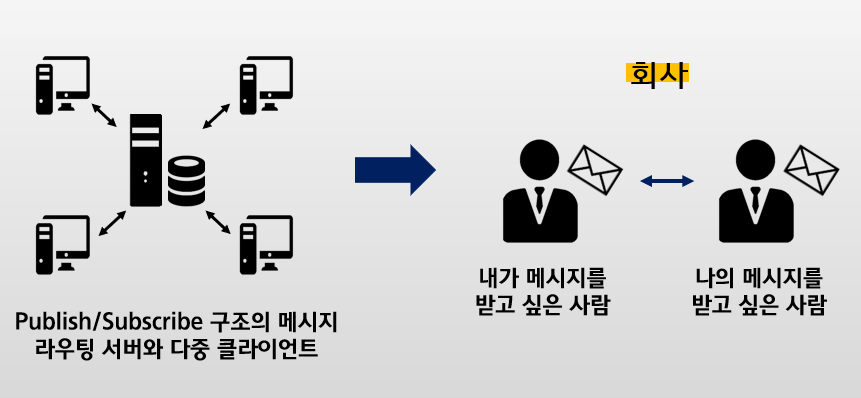 회사
내가 메시지를
받고 싶은 사람
나의 메시지를
받고 싶은 사람
Publish/Subscribe 구조의 메시지
라우팅 서버와 다중 클라이언트